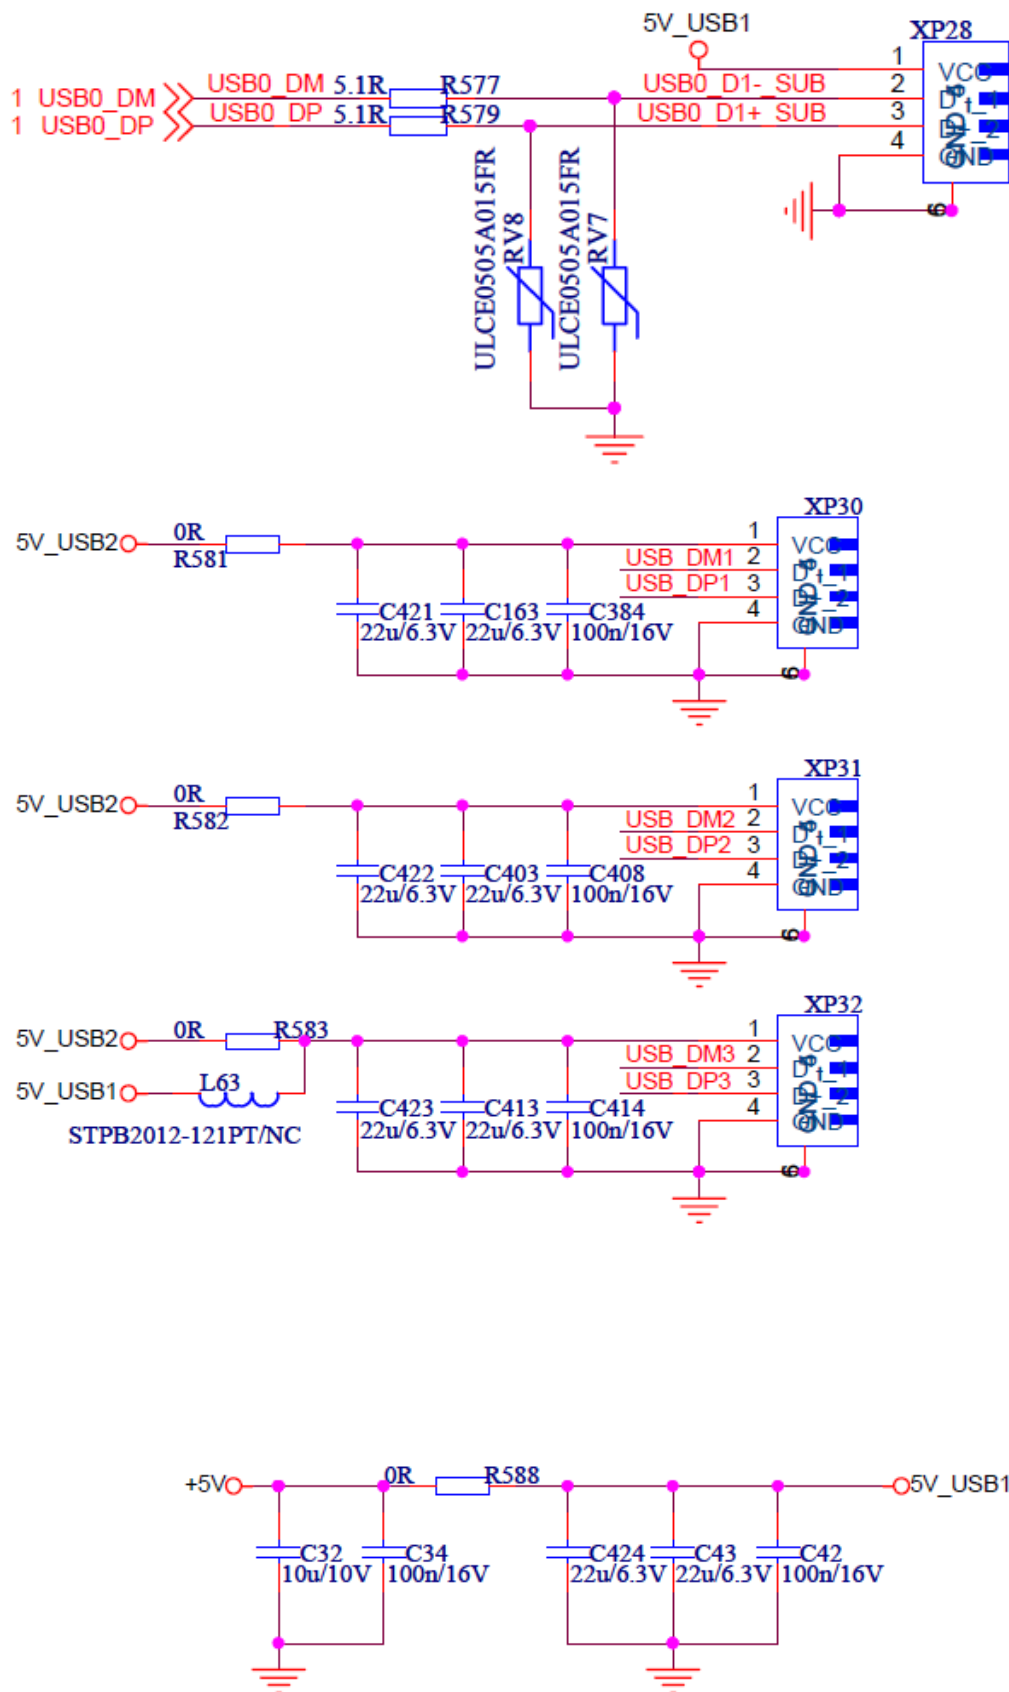 5V_USB1
XP28
1
VCC
1 USB0_DM
USB0_DM
5.1R
R577
USB0_D1-_SUB
2
1 USB0_DP
USB0_DP
5.1R
R579
USB0_D1+_SUB
3
4
GND
6
ULCE0505A015FR
RV8
ULCE0505A015FR
RV7
XP30
5V_USB2
0R
R581
1
VCC
USB_DM1
2
USB_DP1
3
4
GND
C421
22u/6.3V
C163
22u/6.3V
C384
100n/16V
6
XP31
5V_USB2
0R
R582
1
VCC
USB_DM2
2
USB_DP2
3
4
GND
C422
22u/6.3V
C403
22u/6.3V
C408
100n/16V
6
XP32
5V_USB2
0R
R583
1
VCC
USB_DM3
2
5V_USB1
L63
USB_DP3
3
STPB2012-121PT/NC
4
GND
C423
22u/6.3V
C413
22u/6.3V
C414
100n/16V
6
+5V
0R
R588
5V_USB1
C32
10u/10V
C34
100n/16V
C424
22u/6.3V
C43
22u/6.3V
C42
100n/16V